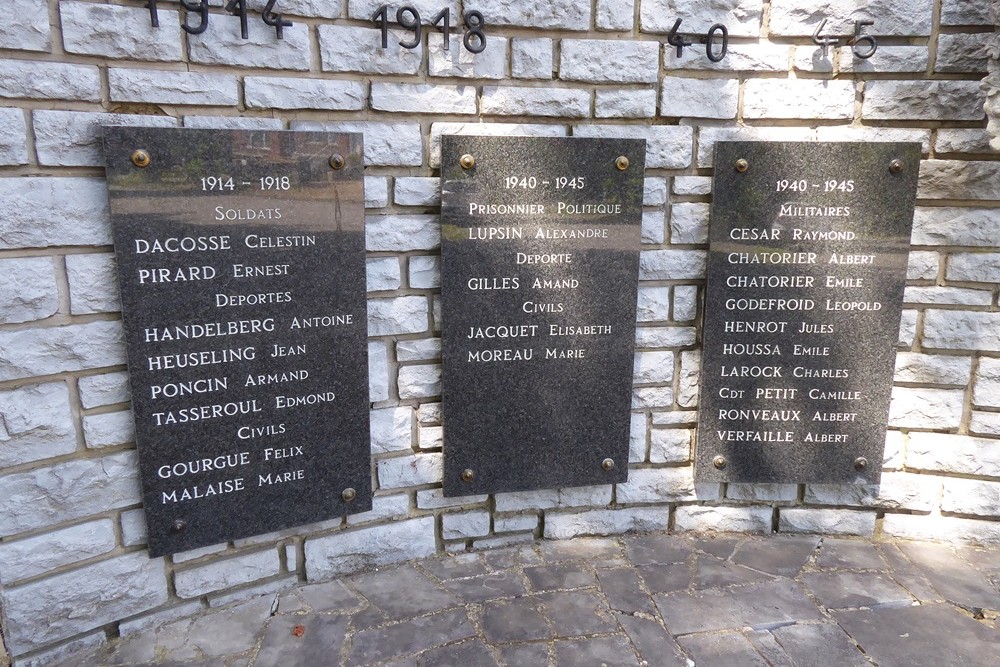 1914 1918 40 45
1914 - 1918
Soldats
DACOSSE Celestin
PIRARD Ernest
Deportes
HANDELBERG Antoine
HEUSELING Jean
PONCIN Armand
TASSEROUL Edmond
Civils
GOURGUE Felix
MALAISE Marie
1940 - 1945
Prisonnier Politique
LUPSIN Alexandre
Deporté
GILLES Amand
Civils
JACQUET Elisabeth
MOREAU Marie
1940 - 1945
Militaires
CESAR Raymond
CHATORIER Albert
CHATORIER Emile
GODEFROID Leopold
HENROT Jules
HOUSSA Emile
LAROCK Charles
Cdt PETIT Camille
RONVEAUX Albert
VERFAILLE Albert